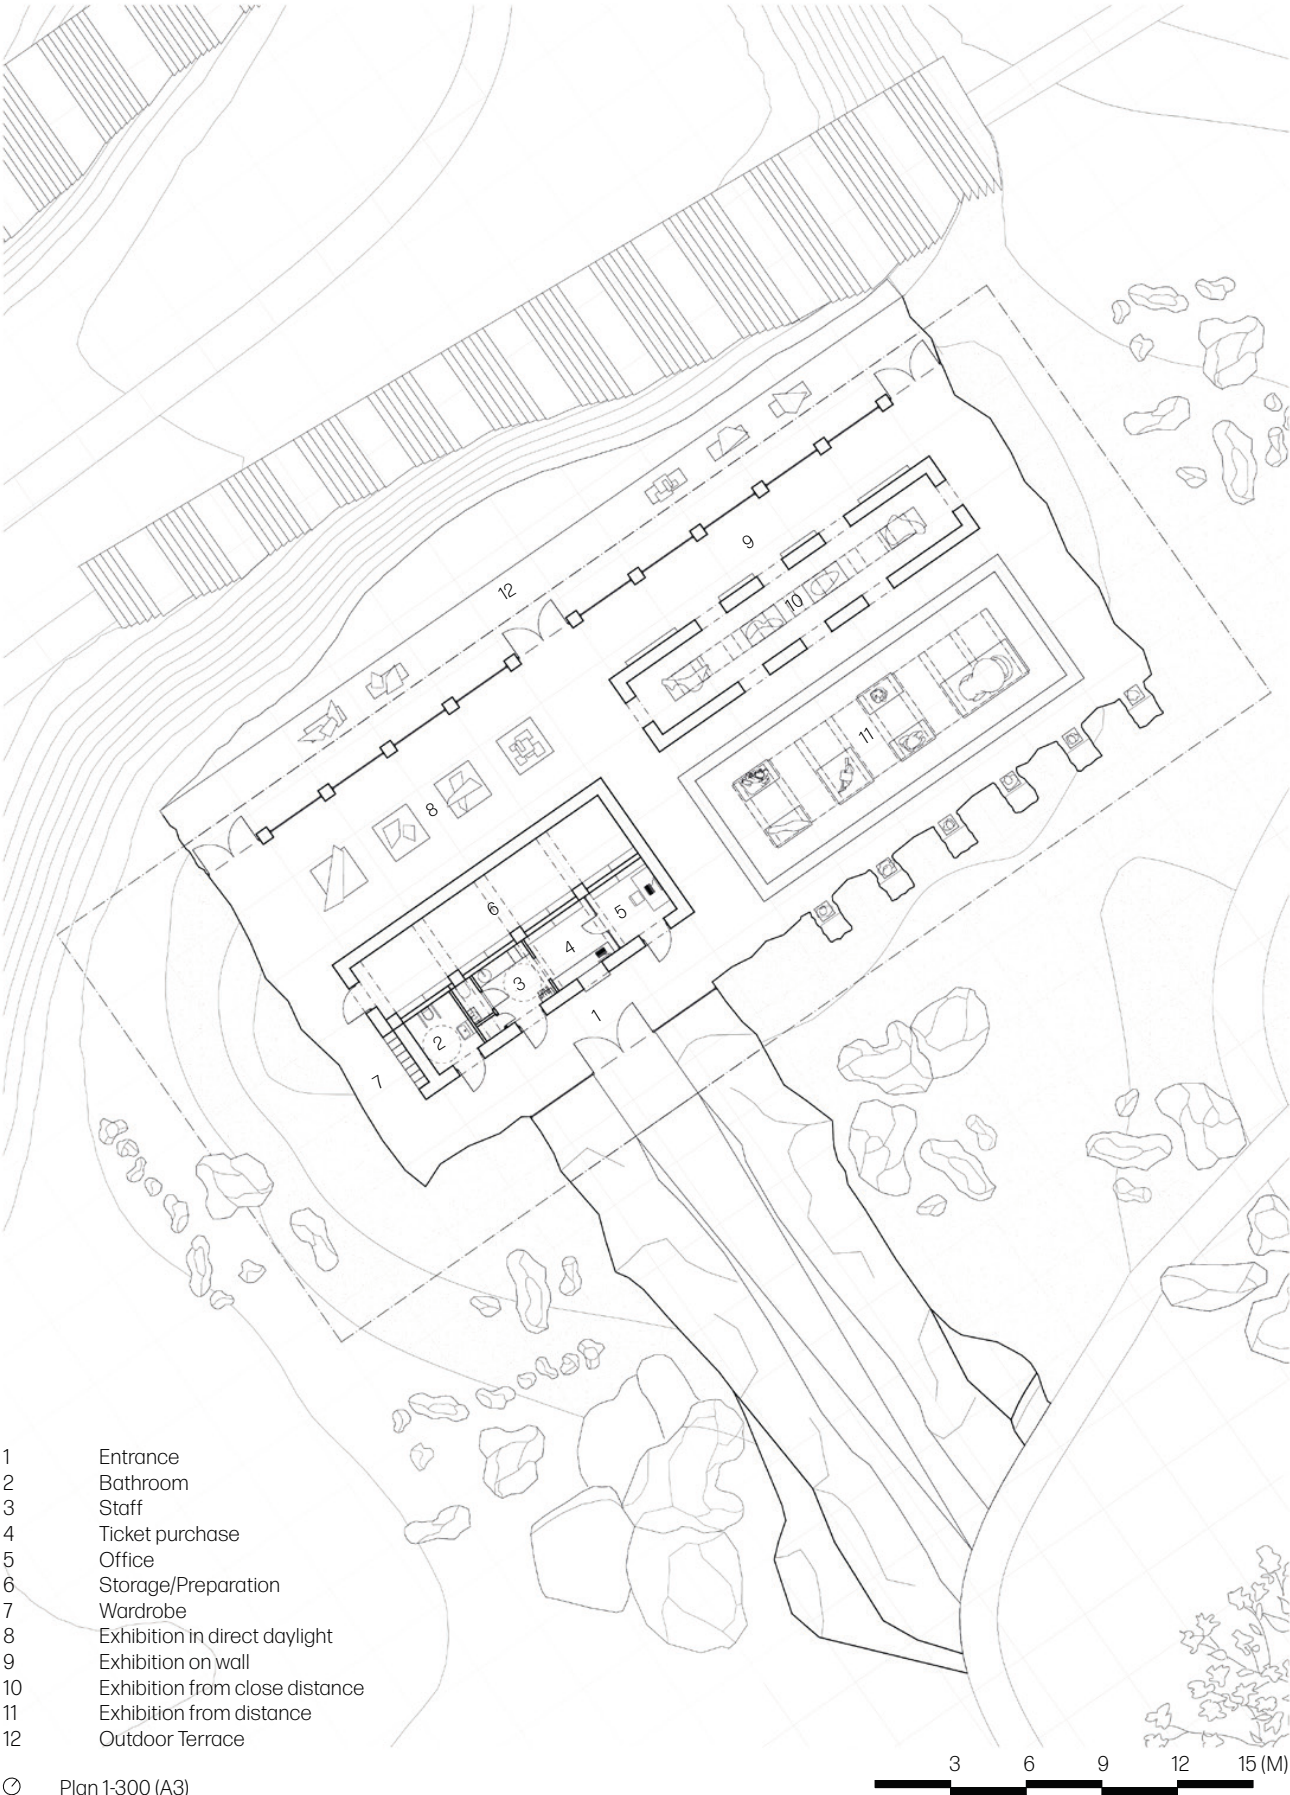 12
9
10
11
8
6
5
4
3
2
1
7
1 Entrance
2 Bathroom
3 Staff
4 Ticket purchase
5 Office
6 Storage/Preparation
7 Wardrobe
8 Exhibition in direct daylight
9 Exhibition on wall
10 Exhibition from close distance
11 Exhibition from distance
12 Outdoor Terrace
3 6 9 12 15 (M)
Plan 1-300 (A3)